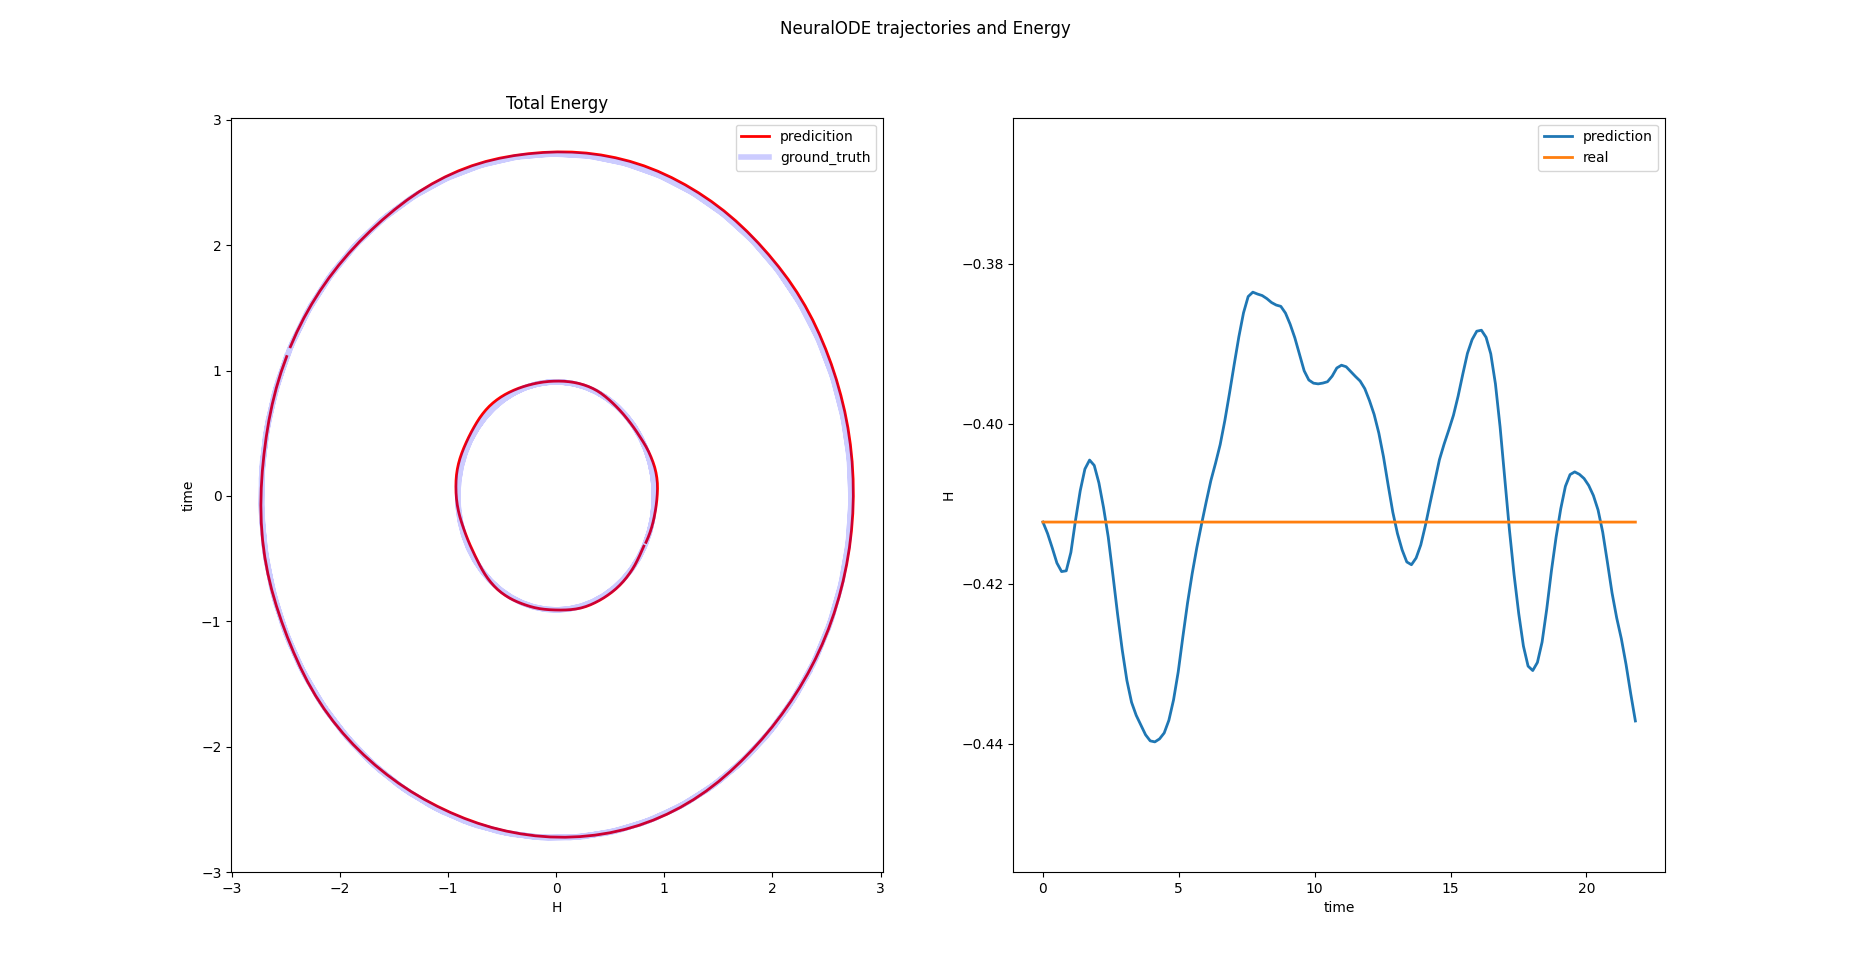 NeuralODE trajectories and Energy
Total Energy
predicition
ground_truth
3
2
1
0
−1
−2
−3
time
−3
−2
−1
0
1
2
3
H
prediction
real
−0.38
−0.40
−0.42
−0.44
H
0
5
10
15
20
time